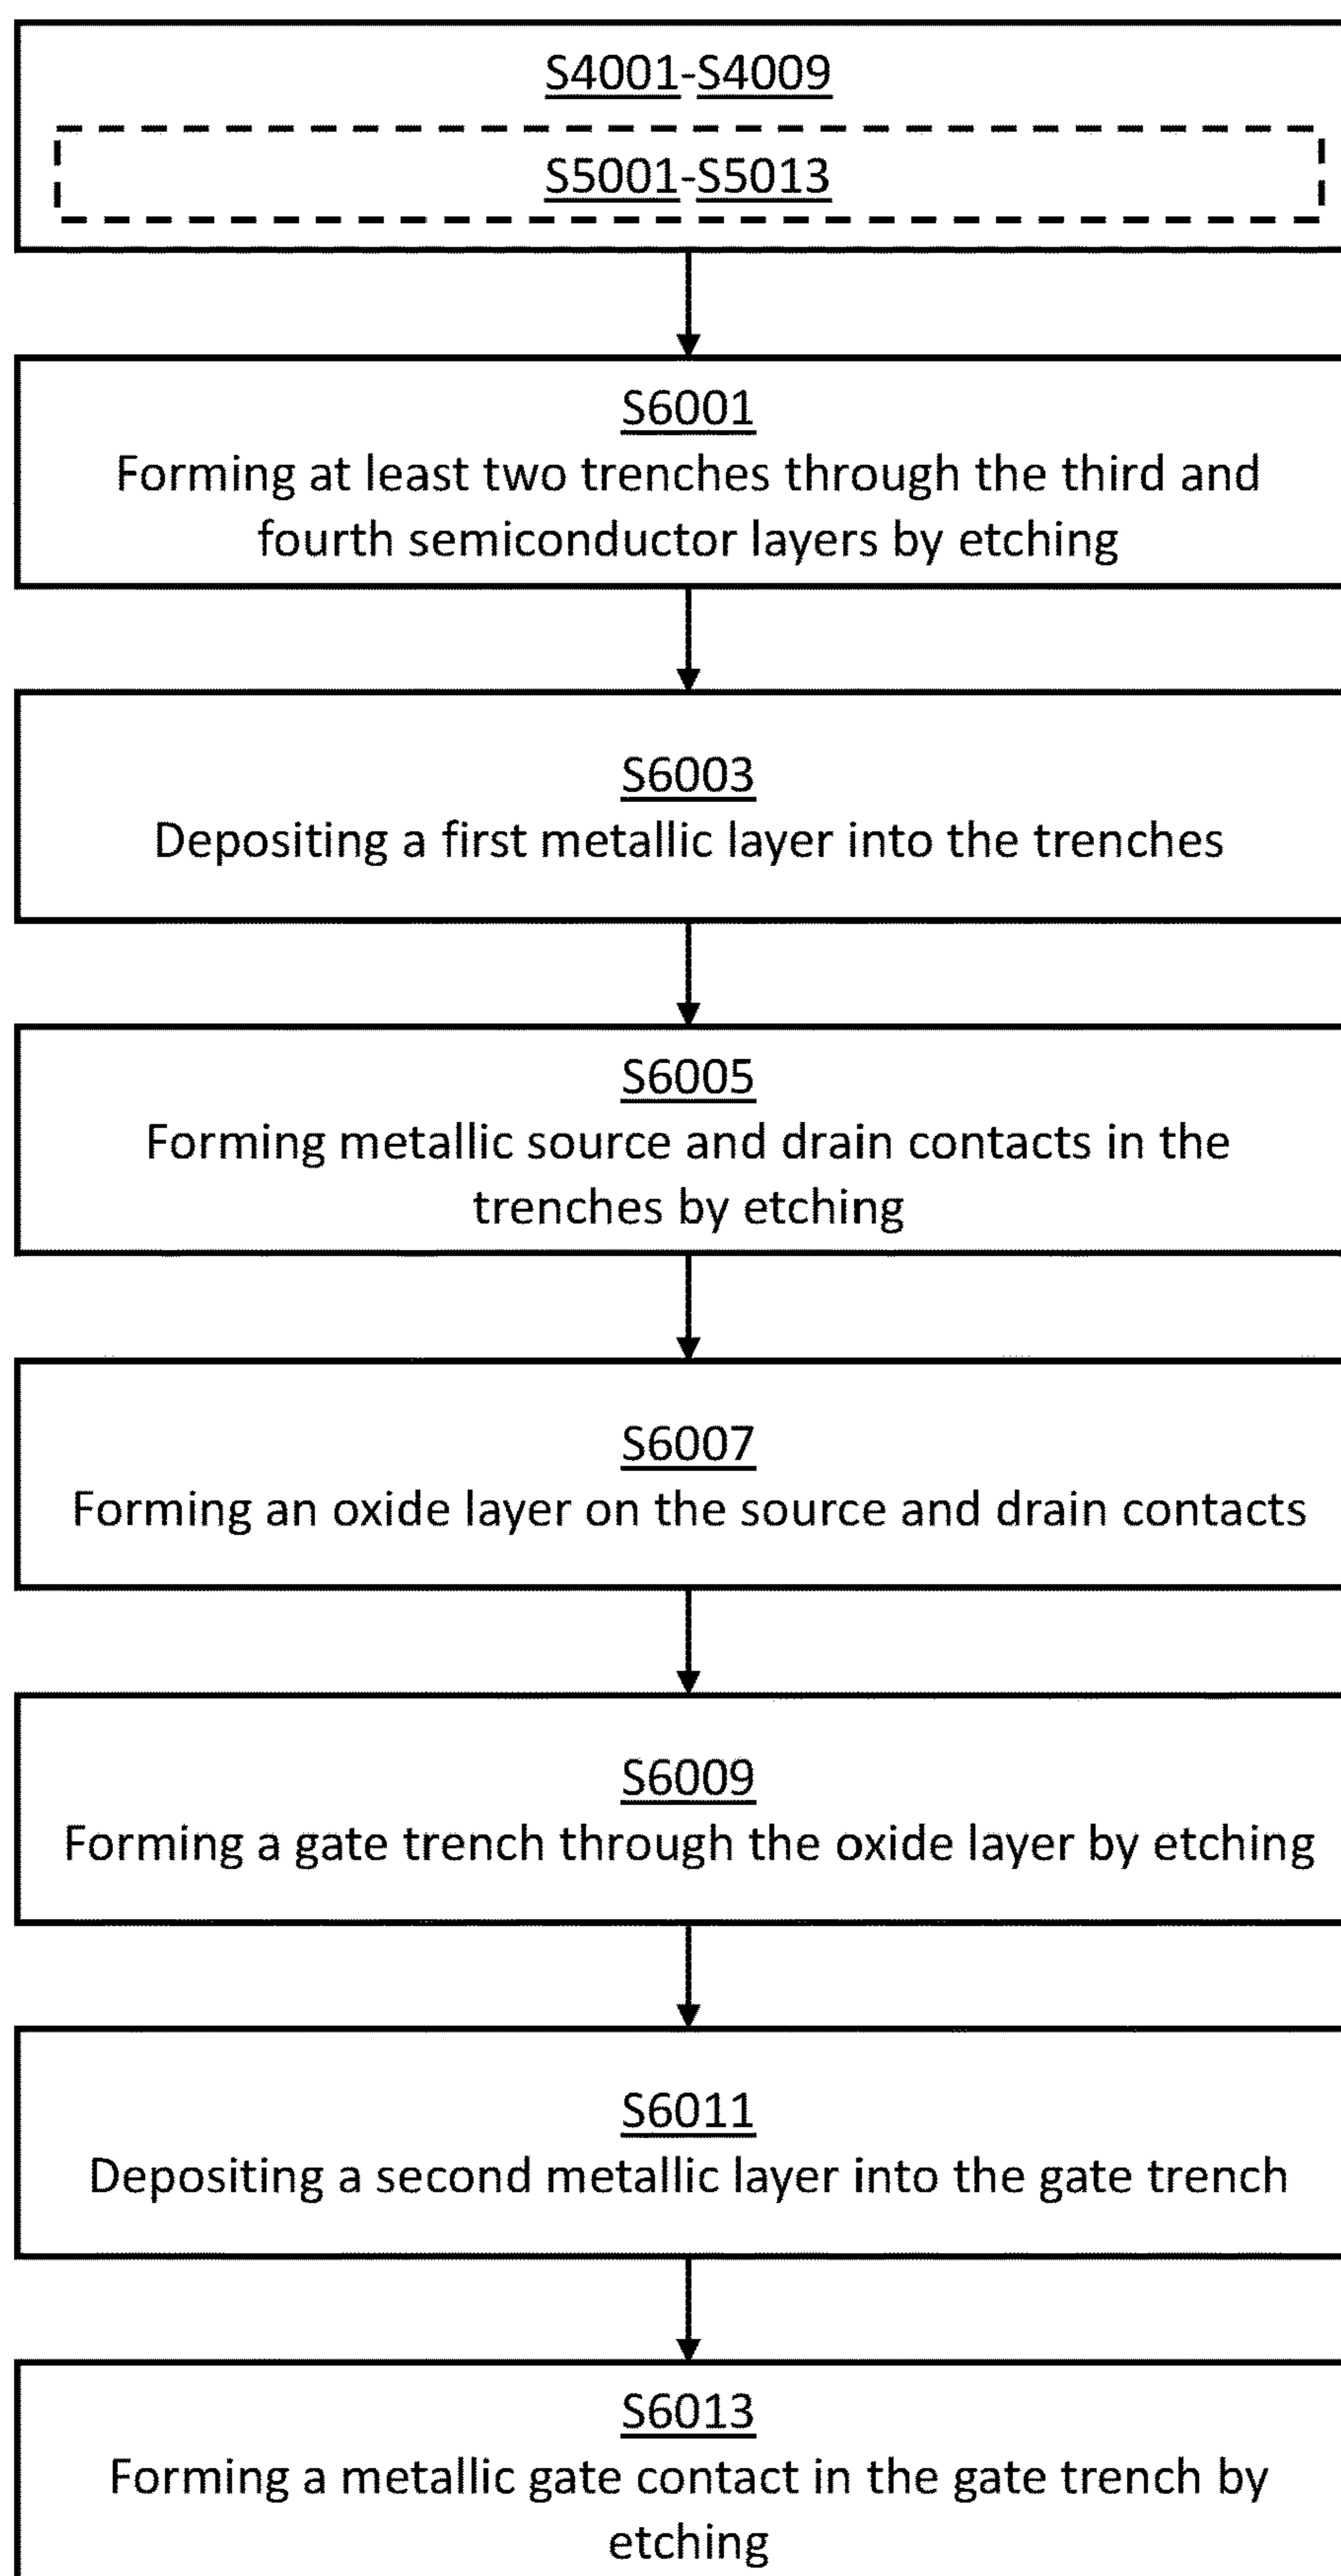 S4001-S4009
S5001-S5013
S6001
Forming at least two trenches through the third and
fourth semiconductor layers by etching
S6003
Depositing a first metallic layer into the trenches
S6005
Forming metallic source and drain contacts in the
trenches by etching
S6007
Forming an oxide layer on the source and drain contacts
S6009
Forming a gate trench through the oxide layer by etching
S6011
Depositing a second metallic layer into the gate trench
S6013
Forming a metallic gate contact in the gate trench by
etching